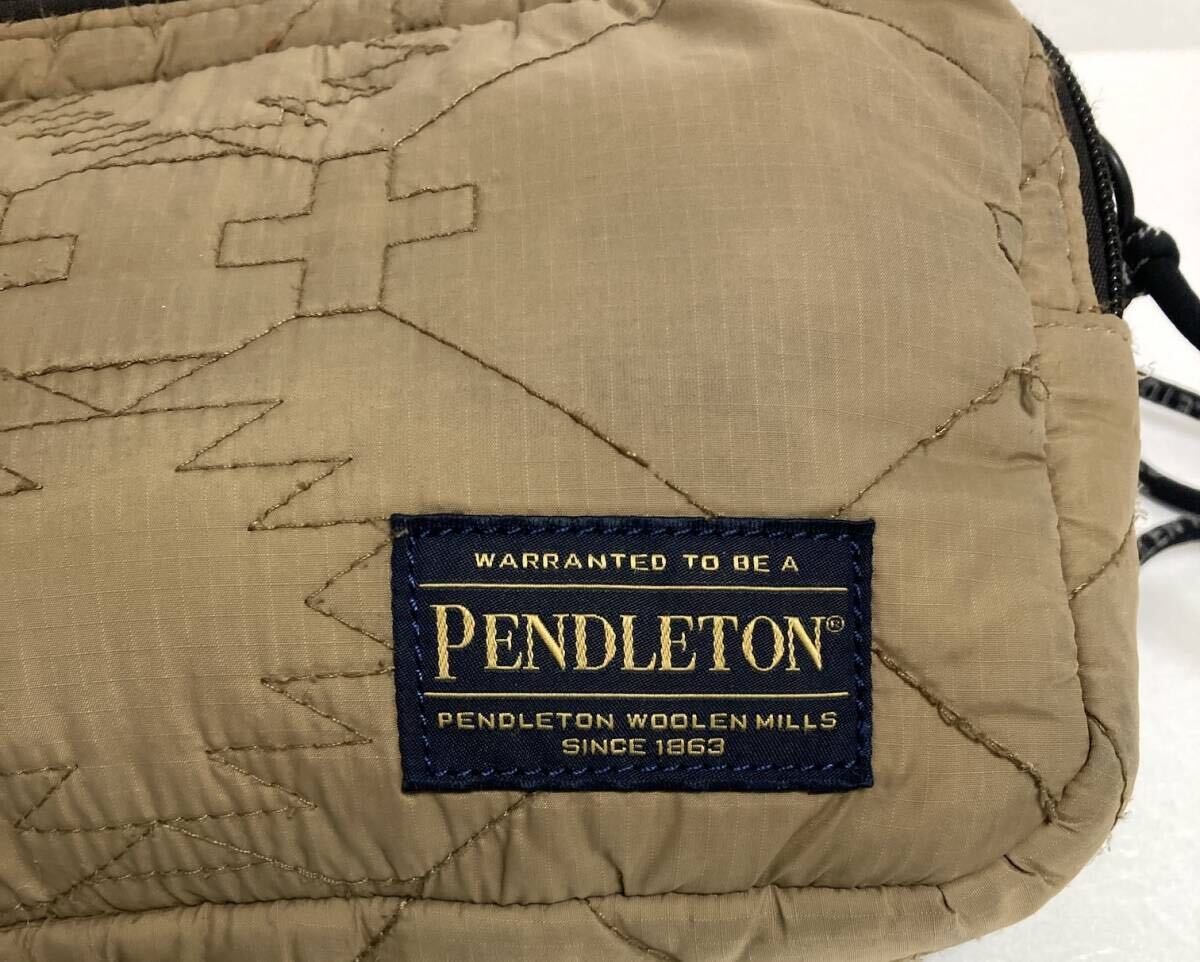 WARRANTED TO BE A
PENDLETON®
PENDLETON WOOLEN MILLS
SINCE 1863